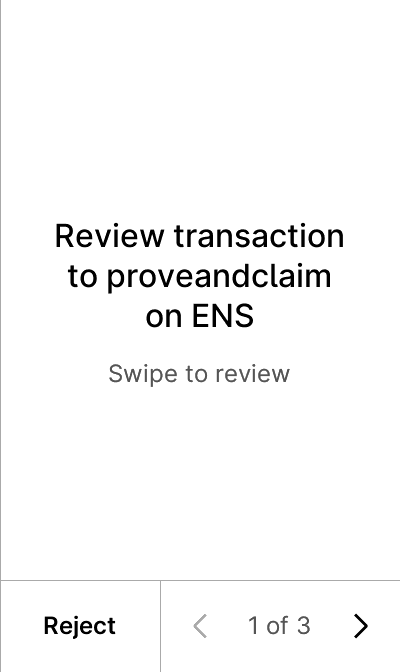 Review transaction
to proveandclaim
on ENS
Swipe to review
Reject
1 of 3